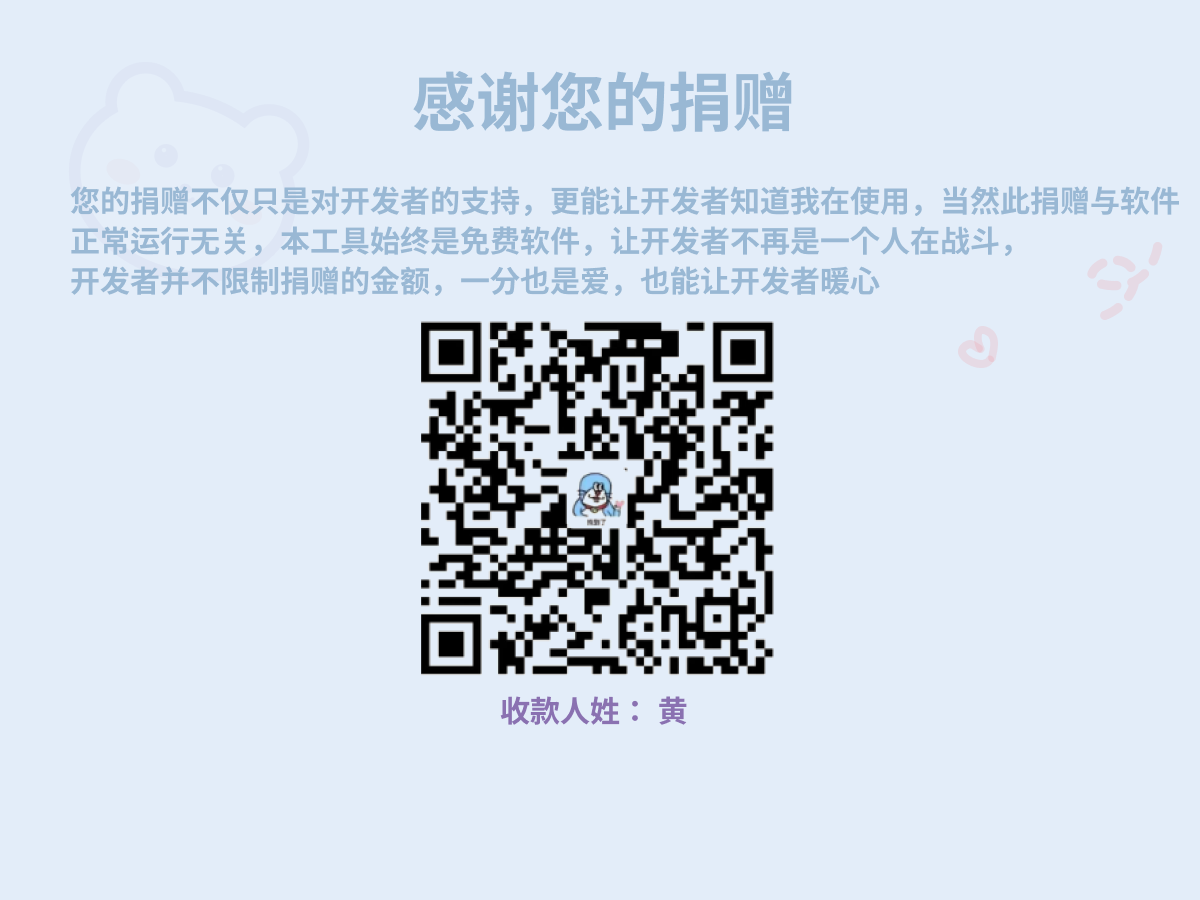 感谢您的捐赠
您的捐赠不仅只是对开发者的支持，更能让开发者知道我在使用，当然此捐赠与软件
正常运行无关，本工具始终是免费软件，让开发者不再是一个人在战斗，
开发者并不限制捐赠的金额，一分也是爱，也能让开发者暖心
收款人姓： 黄